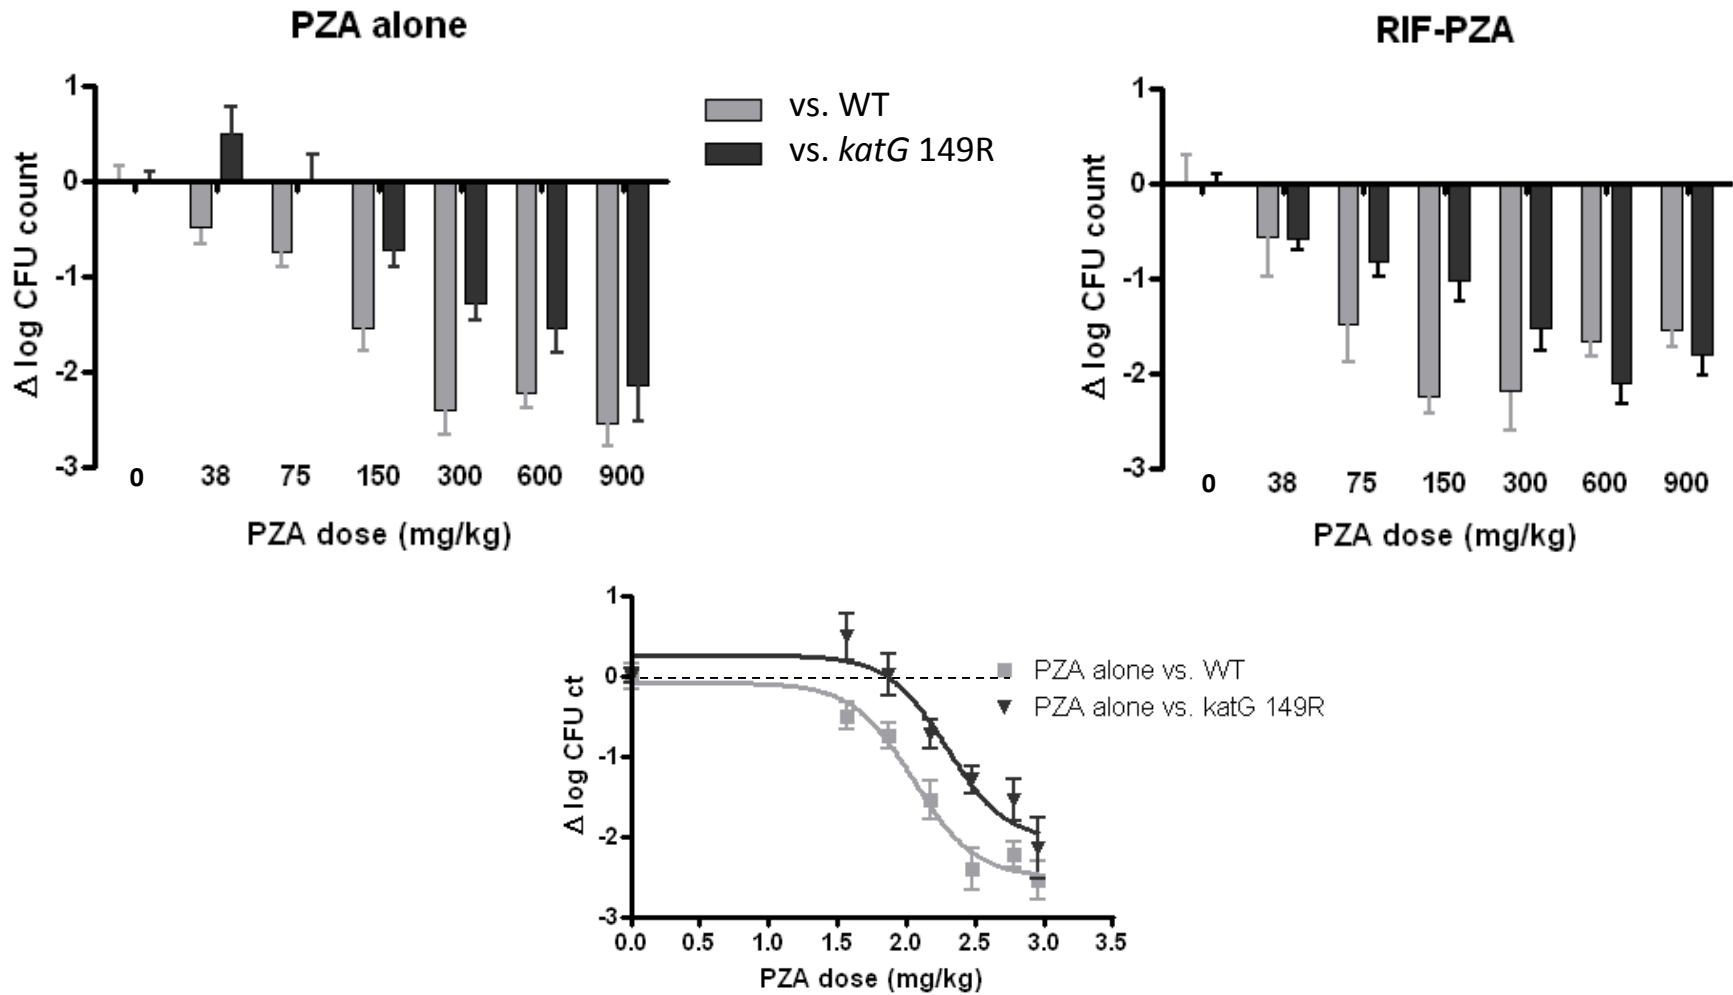 PZA alone
Δ log CFU count
1
0
-1
-2
-3
0 38 75 150 300 600 900
PZA dose (mg/kg)
vs. WT
vs. katG 149R
RIF-PZA
Δ log CFU count
1
0
-1
-2
-3
0 38 75 150 300 600 900
PZA dose (mg/kg)
Δ log CFU ct
1
0
-1
-2
-3
0.0 0.5 1.0 1.5 2.0 2.5 3.0 3.5
PZA dose (mg/kg)
PZA alone vs. WT
PZA alone vs. katG 149R